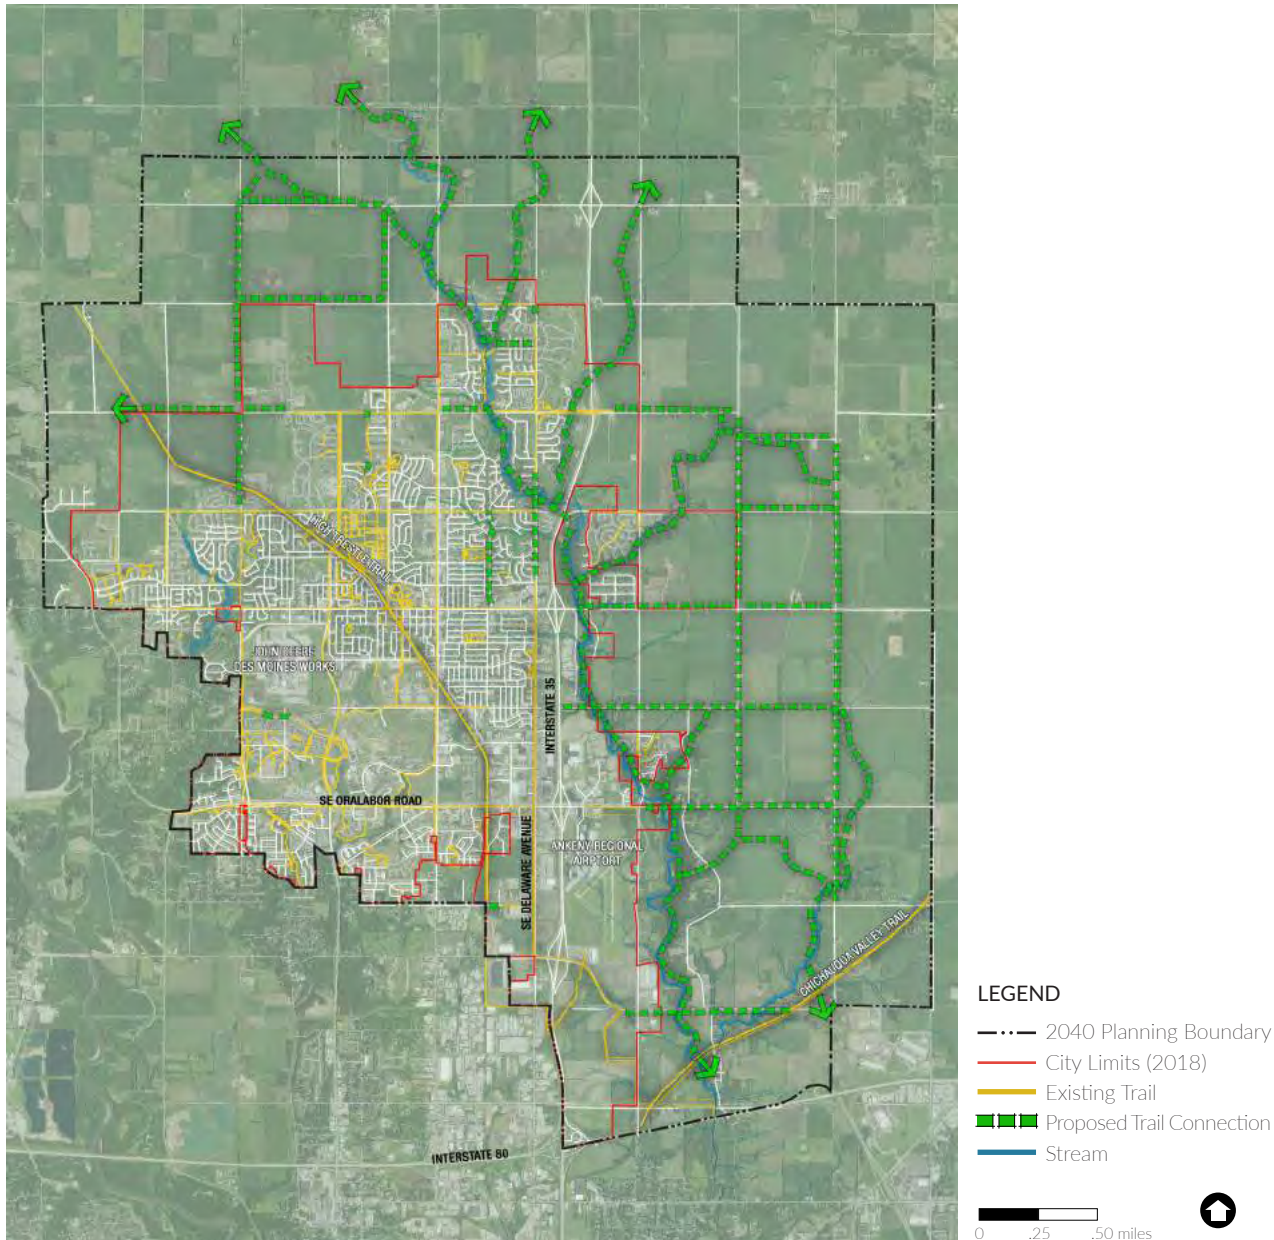 HIGH TRESTLE TRAIL
JOHN DEERE
DES MOINES WORKS
INTERSTATE 35
SE ORALABOR ROAD
SE DELAWARE AVENUE
ANKENY REGIONAL
AIRPTORT
CHICHAUQUA VALLEY TRAIL
INTERSTATE 80
LEGEND
2040 Planning Boundary
City Limits (2018)
Existing Trail
Proposed Trail Connection
Stream
0 .25 .50 miles